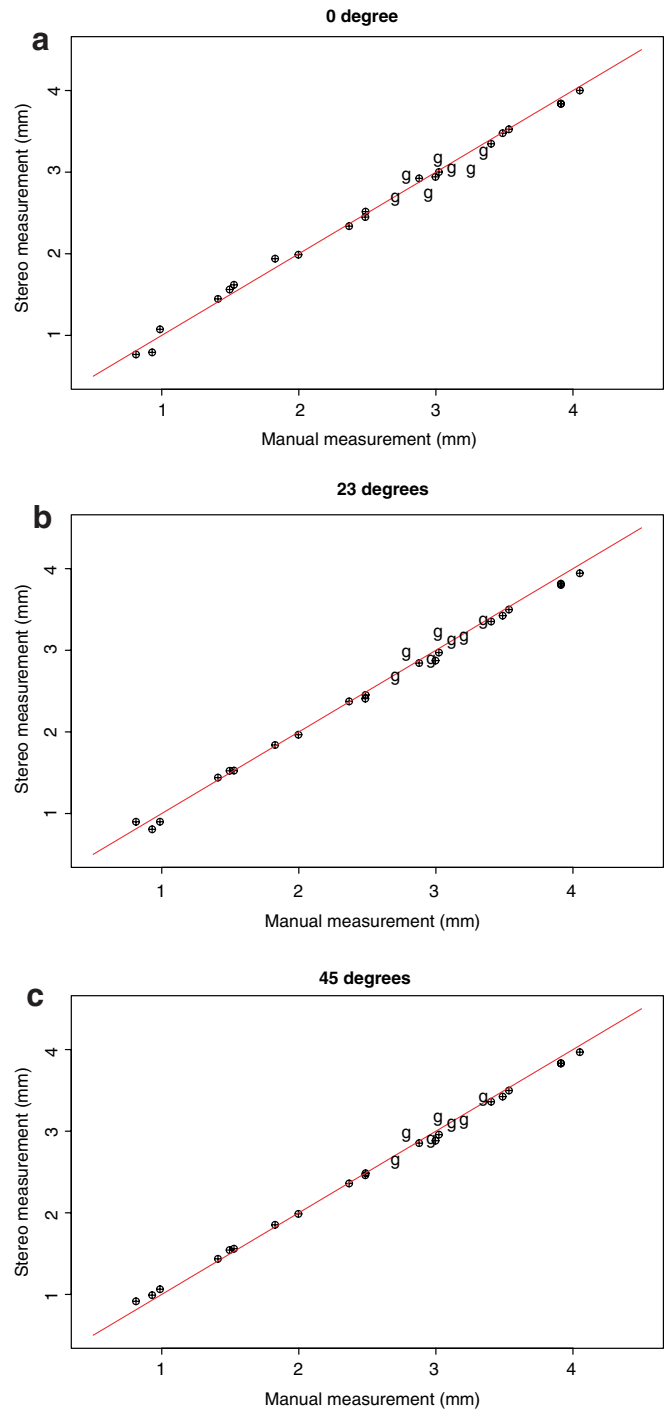 a
0 degree
Stereo measurement (mm)
4
3
2
1
g g g g g g g
1 2 3 4
Manual measurement (mm)
b
23 degrees
Stereo measurement (mm)
4
3
2
1
g g g g g g g
1 2 3 4
Manual measurement (mm)
c
45 degrees
Stereo measurement (mm)
4
3
2
1
g g g g g g g
1 2 3 4
Manual measurement (mm)